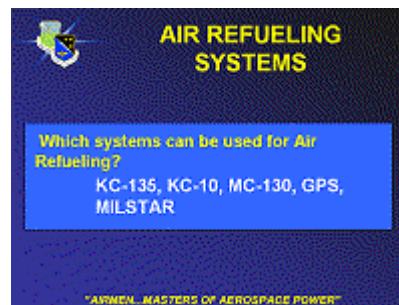 AIR REFUELING
SYSTEMS
Which systems can be used for Air
Refueling?
KC-135, KC-10, MC-130, GPS,
MILSTAR
"AIRMEN...MASTERS OF AEROSPACE POWER"